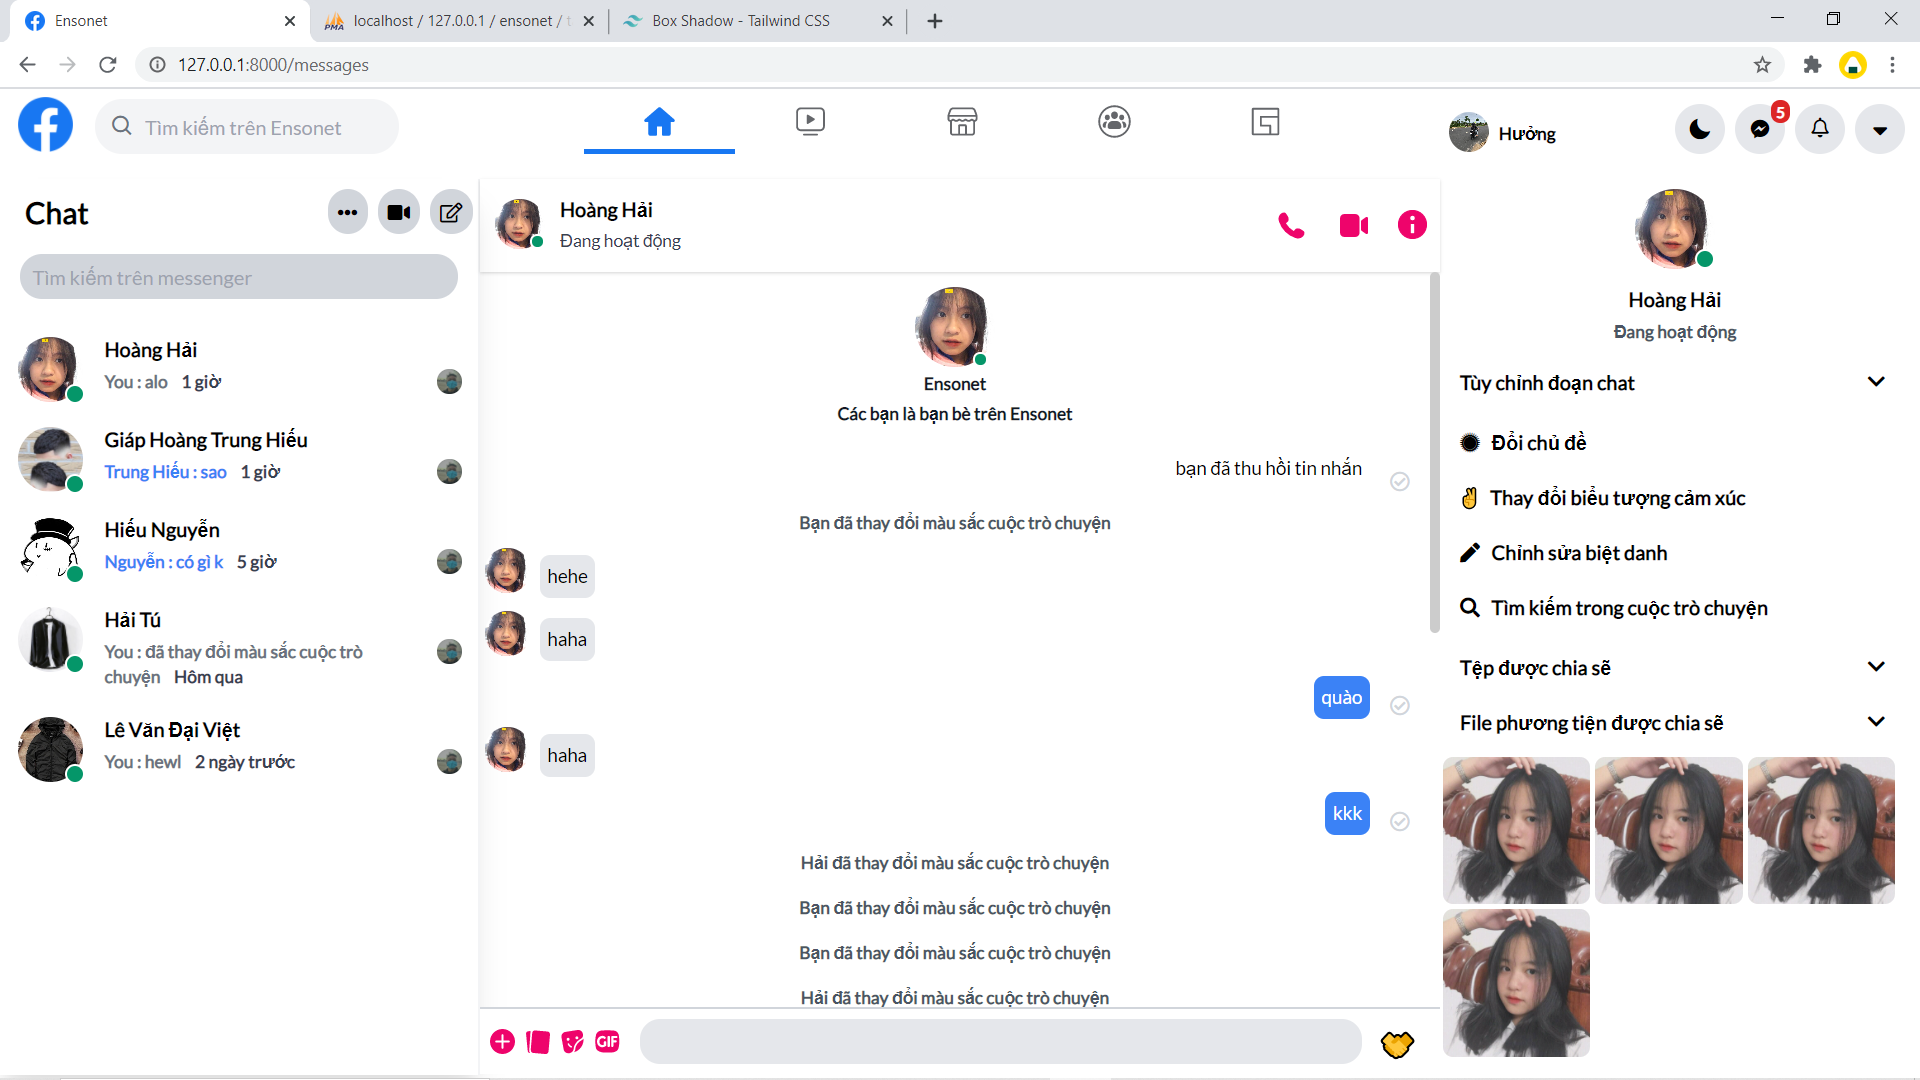 Ensonet
localhost / 127.0.0.1 / ensonet /
Box Shadow - Tailwind CSS
127.0.0.1:8000/messages
Tìm kiếm trên Ensonet
Hưởng
5
Chat
Tìm kiếm trên messenger
Hoàng Hải
You : alo 1 giờ
Giáp Hoàng Trung Hiếu
Trung Hiếu : sao 1 giờ
Hiếu Nguyễn
Nguyễn : có gì k 5 giờ
Hải Tú
You : đã thay đổi màu sắc cuộc trò
chuyện Hôm qua
Lê Văn Đại Việt
You : hewl 2 ngày trước
Hoàng Hải
Đang hoạt động
Ensonet
Các bạn là bạn bè trên Ensonet
bạn đã thu hồi tin nhắn
Bạn đã thay đổi màu sắc cuộc trò chuyện
hehe
haha
quào
haha
kkk
Hải đã thay đổi màu sắc cuộc trò chuyện
Bạn đã thay đổi màu sắc cuộc trò chuyện
Bạn đã thay đổi màu sắc cuộc trò chuyện
Hải đã thay đổi màu sắc cuộc trò chuyện
GIF
Hoàng Hải
Đang hoạt động
Tùy chỉnh đoạn chat
Đổi chủ đề
Thay đổi biểu tượng cảm xúc
Chỉnh sửa biệt danh
Tìm kiếm trong cuộc trò chuyện
Tệp được chia sẽ
File phương tiện được chia sẽ